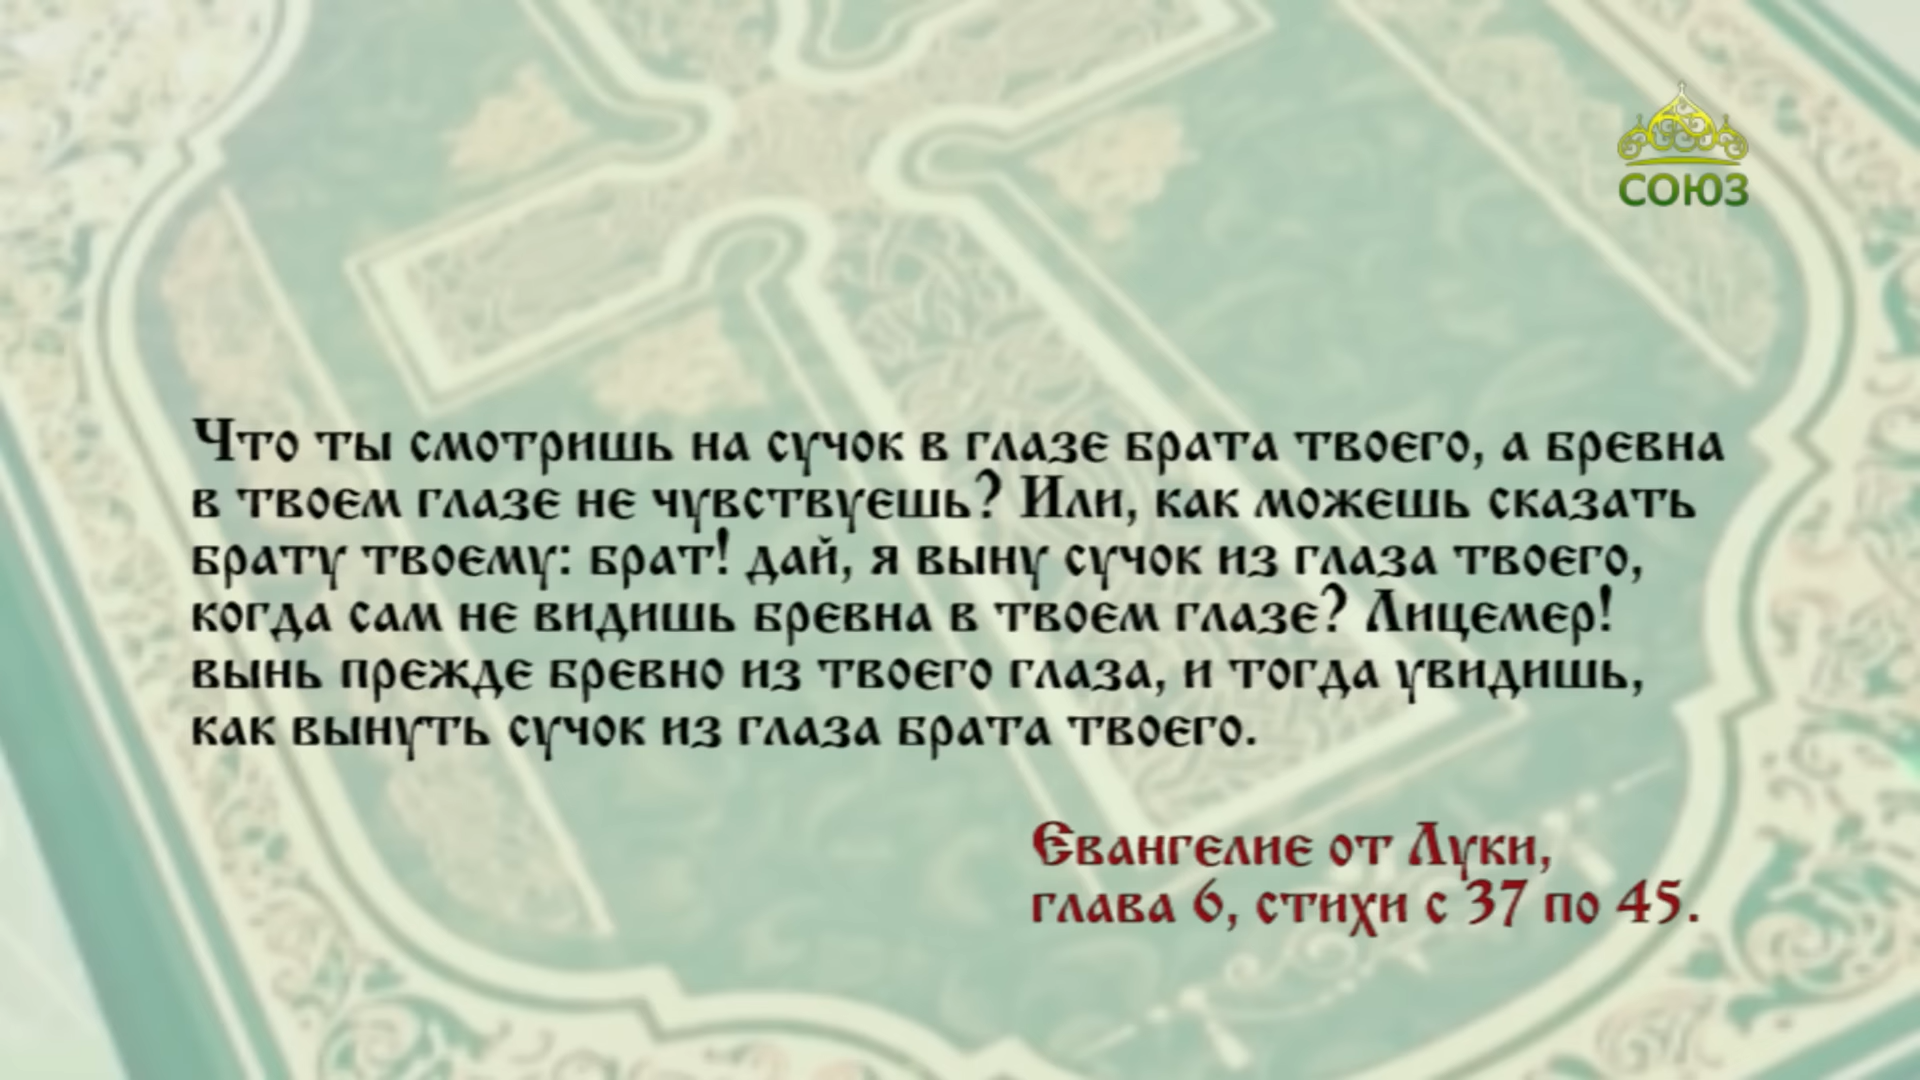 СОЮЗ
Что ты смотришь на сучок в глазе брата твоего, а бревна
в твоем глазе не чувствуешь? Или, как можешь сказать
брату твоему: брат! дай, я выну сучок из глаза твоего,
когда сам не видишь бревна в твоем глазе? Лицемер!
вынь прежде бревно из твоего глаза, и тогда увидишь,
как вынуть сучок из глаза брата твоего.
Евангелие от Луки,
глава 6, стихи с 37 по 45.